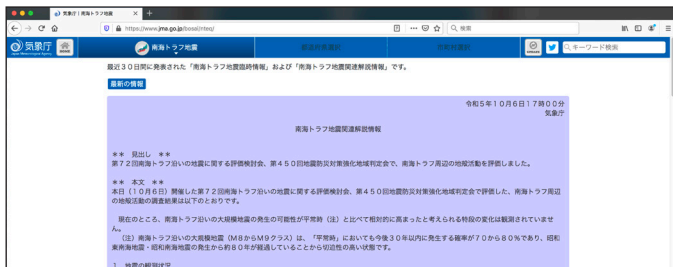 気象庁 | 南海トラフ地震
https://www.jma.go.jp/bosai/nteq/
検索
気象庁
南海トラフ地震
都道府県選択
市町村選択
キーワード検索
最近30日間に発表された「南海トラフ地震臨時情報」および「南海トラフ地震関連解説情報」です。
最新の情報
令和5年10月6日17時00分
気象庁
南海トラフ地震関連解説情報
** 見出し **
第72回南海トラフ沿いの地震に関する評価検討会、第450回地震防災対策強化地域判定会で、南海トラフ周辺の地殻活動を評価しました。
** 本文 **
本日(10月6日)開催した第72回南海トラフ沿いの地震に関する評価検討会、第450回地震防災対策強化地域判定会で評価した、南海トラフ周辺
の地殻活動の調査結果は以下のとおりです。
現在のところ、南海トラフ沿いの大規模地震の発生の可能性が平常時(注)と比べて相対的に高まったと考えられる特段の変化は観測されていませ
ん。
(注)南海トラフ沿いの大規模地震(M8からM9クラス)は、「平常時」においても今後30年以内に発生する確率が70から80%であり、昭和
東南海地震・昭和南海地震の発生から約80年が経過していることから切迫性の高い状態です。
1.地震の観測状況